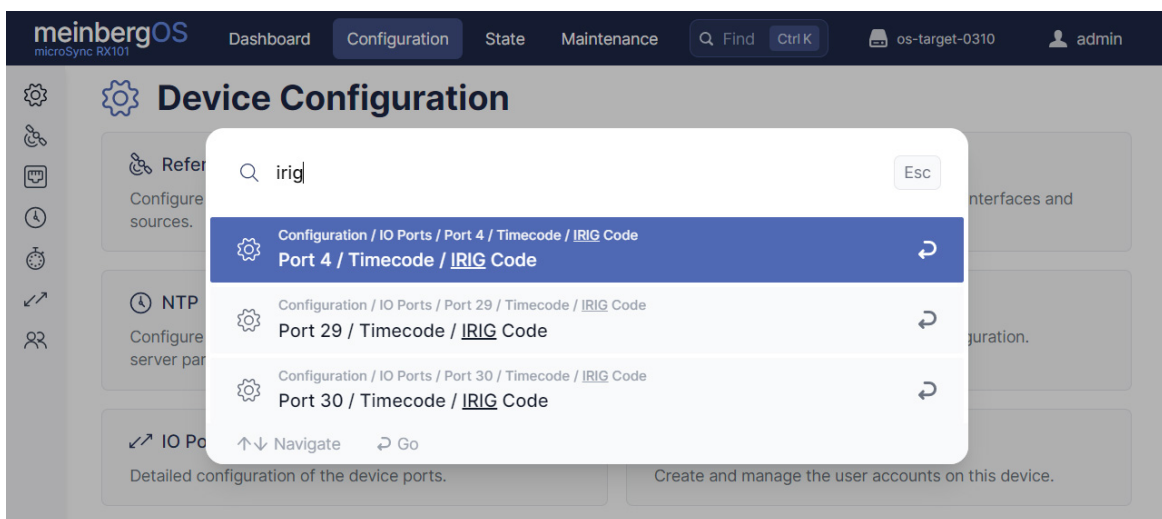 meinbergOS
microSync RX101
Dashboard
Configuration
State
Maintenance
Find
Ctrl K
os-target-0310
admin
Device Configuration
Refer
Configure
sources.
nterfaces and
irig
Esc
Configuration / IO Ports / Port 4 / Timecode / IRIG Code
Port 4 / Timecode / IRIG Code
Configuration / IO Ports / Port 29 / Timecode / IRIG Code
Port 29 / Timecode / IRIG Code
Configuration / IO Ports / Port 30 / Timecode / IRIG Code
Port 30 / Timecode / IRIG Code
Navigate
Go
NTP
Configure
server par
guration.
IO Po
Detailed configuration of the device ports.
Create and manage the user accounts on this device.